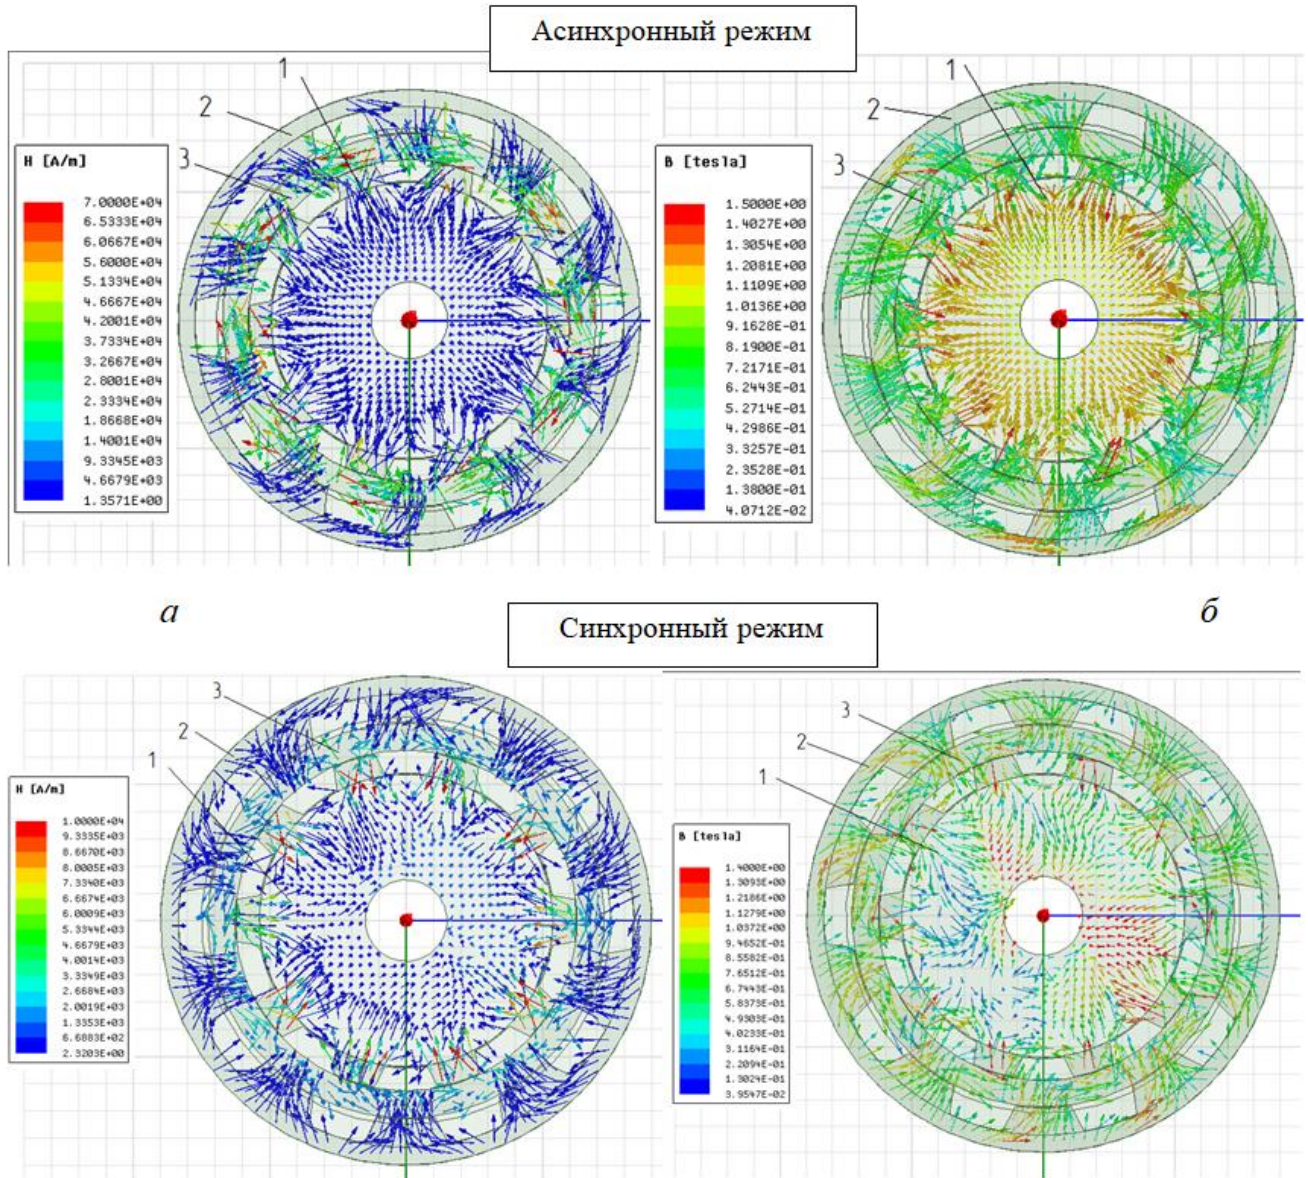 Асинхронный режим
1
2
3
H [A/m]
7.0000E+04
6.5333E+04
6.0667E+04
5.6000E+04
5.1334E+04
4.6667E+04
4.2001E+04
3.7334E+04
3.2667E+04
2.8001E+04
2.3334E+04
1.8668E+04
1.4001E+04
9.3345E+03
4.6679E+03
1.3571E+00
1
2
3
B [tesla]
1.5000E+00
1.4027E+00
1.3054E+00
1.2081E+00
1.1109E+00
1.0136E+00
9.1628E-01
8.1900E-01
7.2171E-01
6.2443E-01
5.2714E-01
4.2986E-01
3.3257E-01
2.3528E-01
1.3800E-01
4.0712E-02
а
б
Синхронный режим
3
2
1
H [A/m]
1.0000E+04
9.3335E+03
8.6670E+03
8.0005E+03
7.3340E+03
6.6674E+03
6.0009E+03
5.3344E+03
4.6679E+03
4.0014E+03
3.3349E+03
2.6684E+03
2.0019E+03
1.3353E+03
6.6883E+02
2.3203E+00
3
2
1
B [tesla]
1.4000E+00
1.3093E+00
1.2186E+00
1.1279E+00
1.0372E+00
9.4652E-01
8.5582E-01
7.6512E-01
6.7443E-01
5.8373E-01
4.9303E-01
4.0233E-01
3.1164E-01
2.2094E-01
1.3024E-01
3.9547E-02